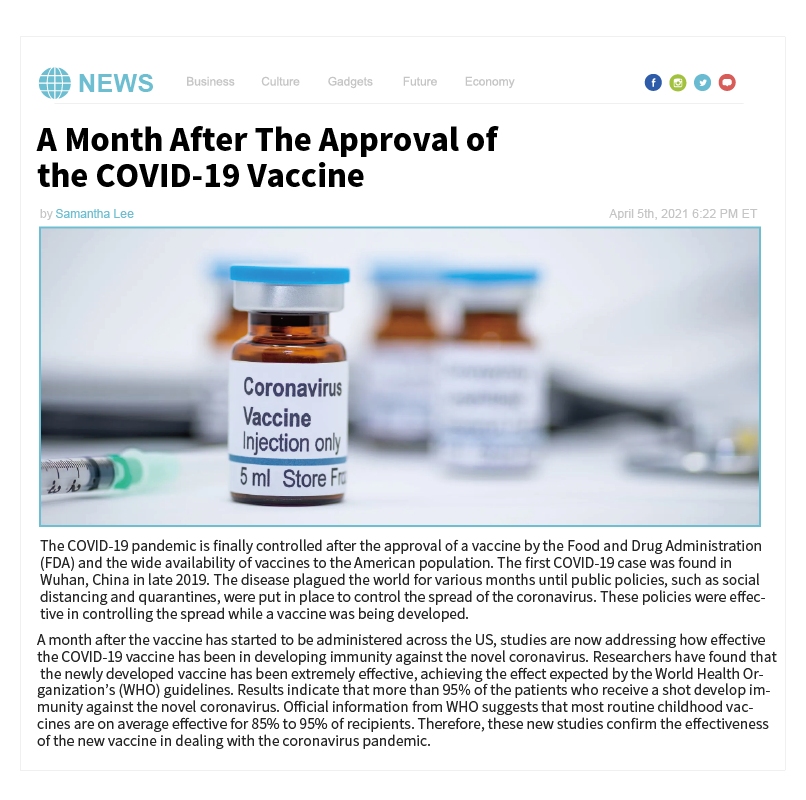 NEWS Business Culture Gadgets Future Economy
A Month After The Approval of
the COVID-19 Vaccine
by Samantha Lee April 5th, 2021 6:22 PM ET
Coronavirus
Vaccine
Injection only
5 ml Store
The COVID-19 pandemic is finally controlled after the approval of a vaccine by the Food and Drug Administration
(FDA) and the wide availability of vaccines to the American population. The first COVID-19 case was found in
Wuhan, China in late 2019. The disease plagued the world for various months until public policies, such as social
distancing and quarantines, were put in place to control the spread of the coronavirus. These policies were effec-
tive in controlling the spread while a vaccine was being developed.
A month after the vaccine has started to be administered across the US, studies are now addressing how effective
the COVID-19 vaccine has been in developing immunity against the novel coronavirus. Researchers have found that
the newly developed vaccine has been extremely effective, achieving the effect expected by the World Health Or-
ganization's (WHO) guidelines. Results indicate that more than 95% of the patients who receive a shot develop im-
munity against the novel coronavirus. Official information from WHO suggests that most routine childhood vac-
cines are on average effective for 85% to 95% of recipients. Therefore, these new studies confirm the effectiveness
of the new vaccine in dealing with the coronavirus pandemic.